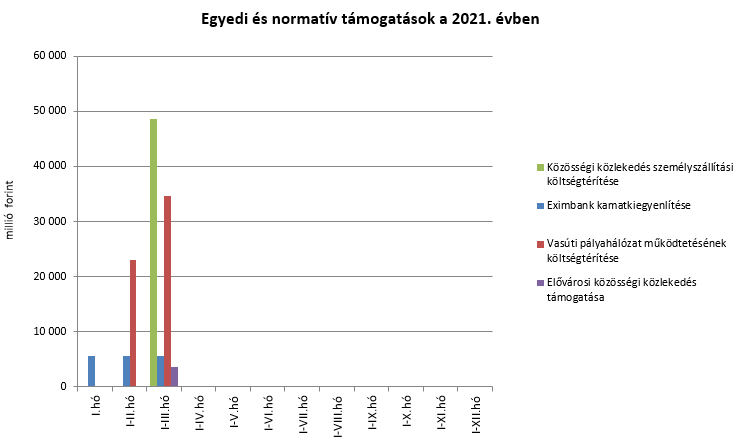 Egyedi és normatív támogatások a 2021. évben
60 000
50 000
40 000
30 000
20 000
10 000
0
millió forint
I.hó
I-II.hó
I-III.hó
I-IV.hó
I-V.hó
I-VI.hó
I-VII.hó
I-VIII.hó
I-IX.hó
I-X.hó
I-XI.hó
I-XII.hó
Közösségi közlekedés személyszállítási
költségtérítése
Eximbank kamatkiegyenlítése
Vasúti pályahálózat működtetésének
költségtérítése
Elővárosi közösségi közlekedés
támogatása